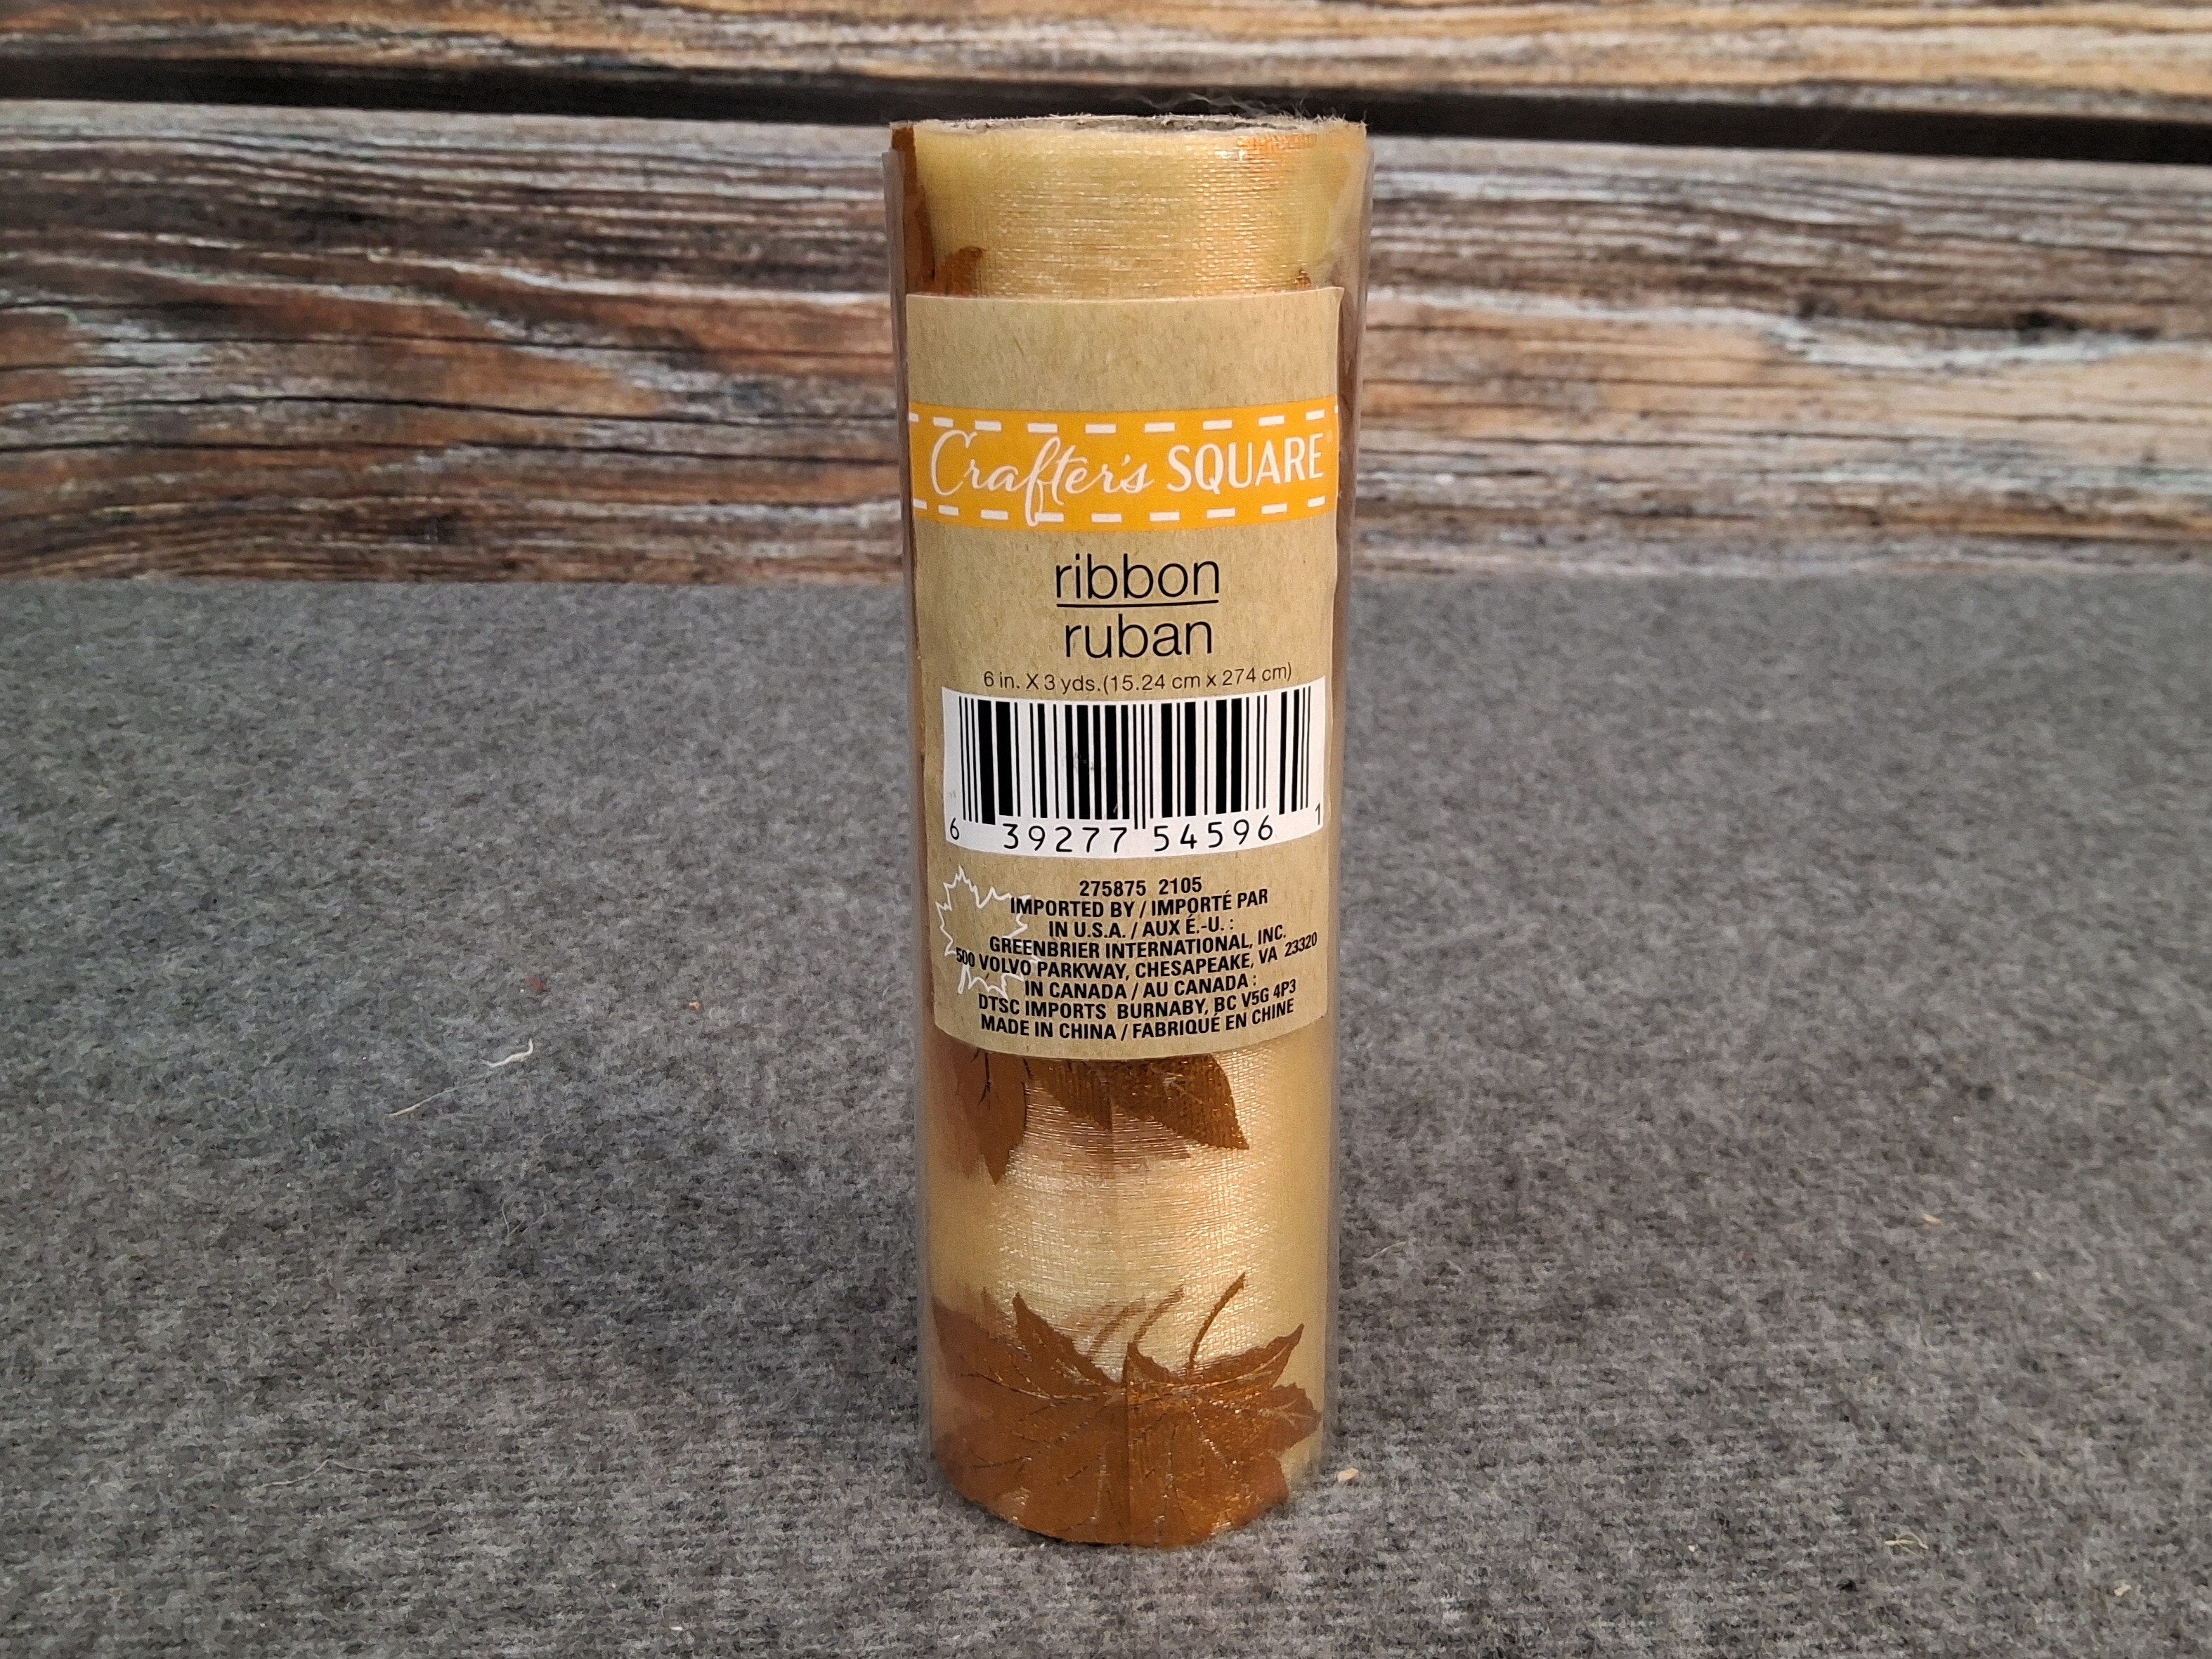 Crafter's SQUARE
ribbon
ruban
6 in. X 3 yds.(15.24 cm x 274 cm)
6 39277 54596 1
275875 2105
IMPORTED BY / IMPORTÉ PAR
IN U.S.A. / AUX É.-U. :
GREENBRIER INTERNATIONAL, INC.
500 VOLVO PARKWAY, CHESAPEAKE, VA 23320
IN CANADA / AU CANADA :
DTSC IMPORTS BURNABY, BC V5G 4P3
MADE IN CHINA / FABRIQUÉ EN CHINE